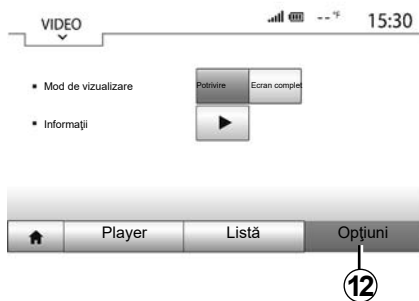 VIDEO
--°F
15:30
▪ Mod de vizualizare
Potrivire
Ecran complet
▪ Informaţii
Player
Listă
Opţiuni
12